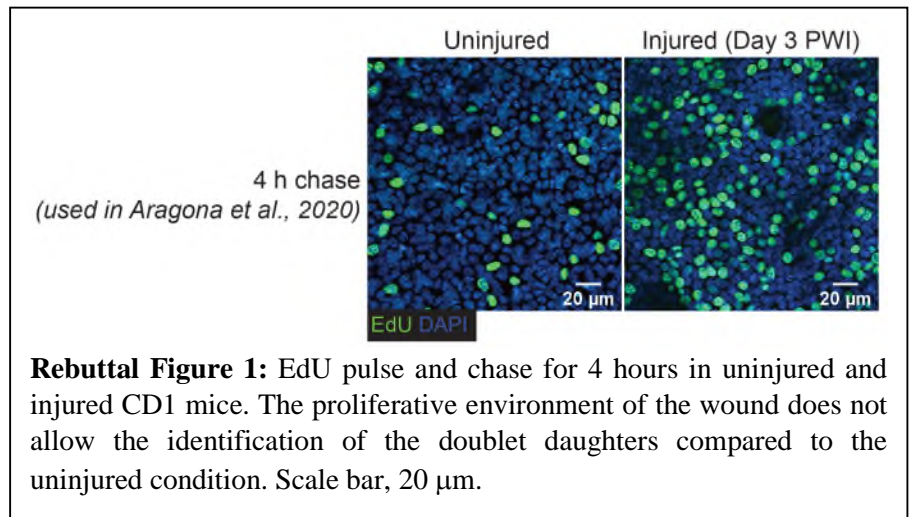 Uninjured Injured (Day 3 PWI)
4 h chase
(used in Aragona et al., 2020)
20 µm 20 µm
EdU DAPI
Rebuttal Figure 1: EdU pulse and chase for 4 hours in uninjured and
injured CD1 mice. The proliferative environment of the wound does not
allow the identification of the doublet daughters compared to the
uninjured condition. Scale bar, 20 µm.